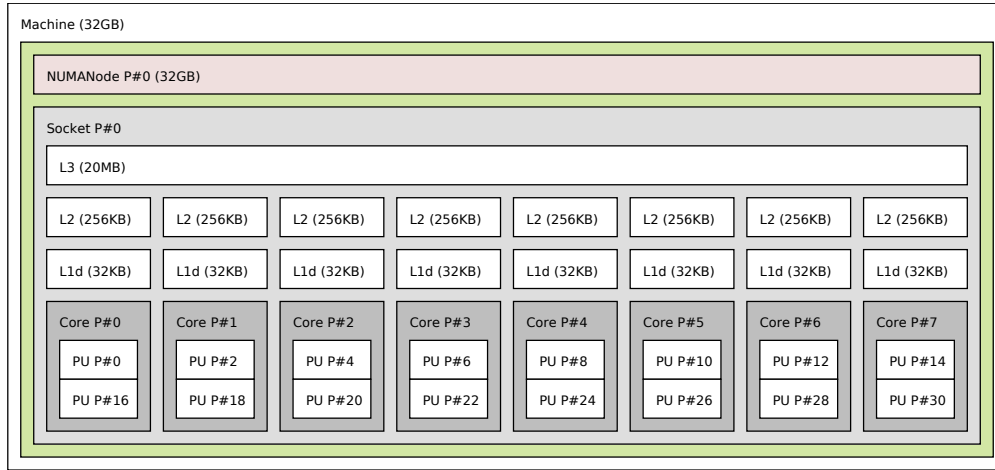 Machine (32GB)
NUMANode P#0 (32GB)
Socket P#0
L3 (20MB)
L2 (256KB) L2 (256KB) L2 (256KB) L2 (256KB) L2 (256KB) L2 (256KB) L2 (256KB) L2 (256KB)
L1d (32KB) L1d (32KB) L1d (32KB) L1d (32KB) L1d (32KB) L1d (32KB) L1d (32KB) L1d (32KB)
Core P#0 Core P#1 Core P#2 Core P#3 Core P#4 Core P#5 Core P#6 Core P#7
PU P#0 PU P#2 PU P#4 PU P#6 PU P#8 PU P#10 PU P#12 PU P#14
PU P#16 PU P#18 PU P#20 PU P#22 PU P#24 PU P#26 PU P#28 PU P#30